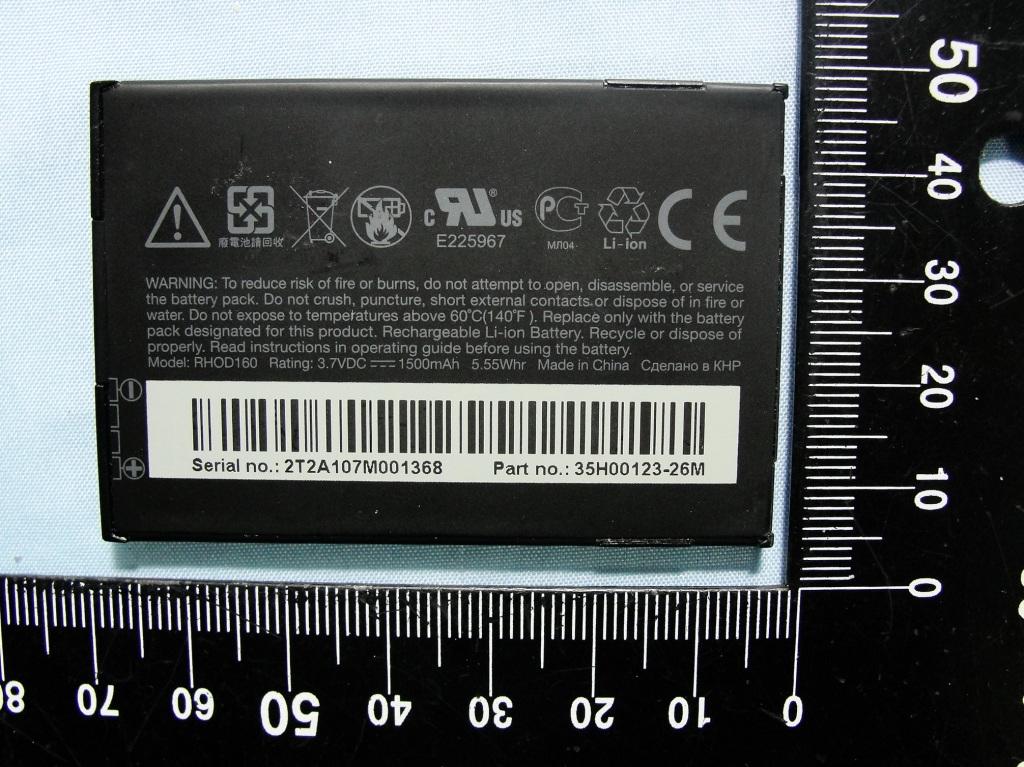 50
40
30
20
10
0
廢電池請回收
C RU® US
E225967
РСТ
МЛ04
Li-ion
CE
WARNING: To reduce risk of fire or burns, do not attempt to open, disassemble, or service
the battery pack. Do not crush, puncture, short external contacts or dispose of in fire or
water. Do not expose to temperatures above 60°C(140°F ). Replace only with the battery
pack designated for this product. Rechargeable Li-ion Battery. Recycle or dispose of
properly. Read instructions in operating guide before using the battery.
Model: RHOD160 Rating: 3.7VDC 1500mAh 5.55Whr Made in China Сделано в КНР
Serial no.: 2T2A107M001368 Part no.: 35H00123-26M
80 70 60 50 40 30 20 10 0